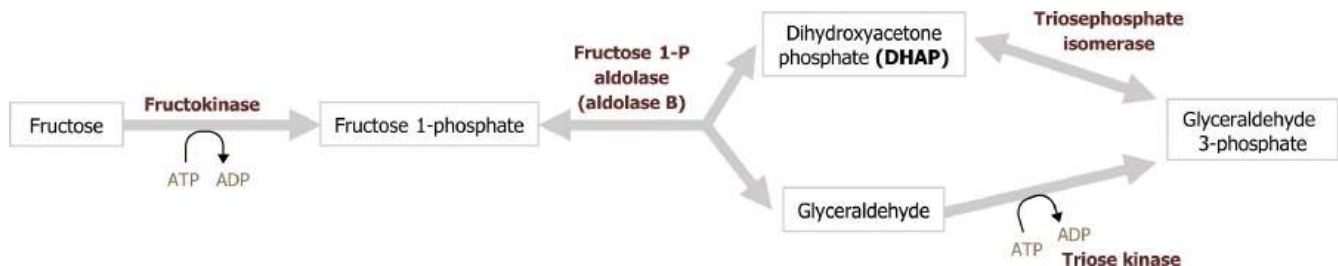 Fructose
Fructokinase
ATP ADP
Fructose 1-phosphate
Fructose 1-P
aldolase
(aldolase B)
Dihydroxyacetone
phosphate (DHAP)
Glyceraldehyde
Triosephosphate
isomerase
ATP ADP
Triose kinase
Glyceraldehyde
3-phosphate